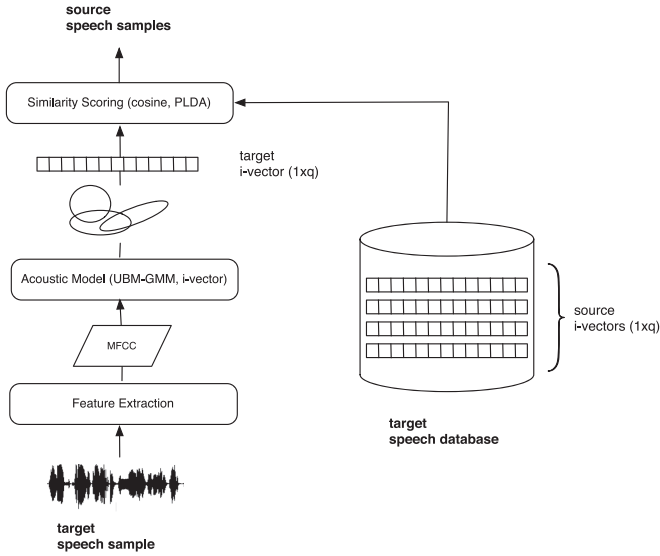 source
speech samples
Similarity Scoring (cosine, PLDA)
target
i-vector (1xq)
Acoustic Model (UBM-GMM, i-vector)
MFCC
Feature Extraction
target
speech sample
source
i-vectors (1xq)
target
speech database